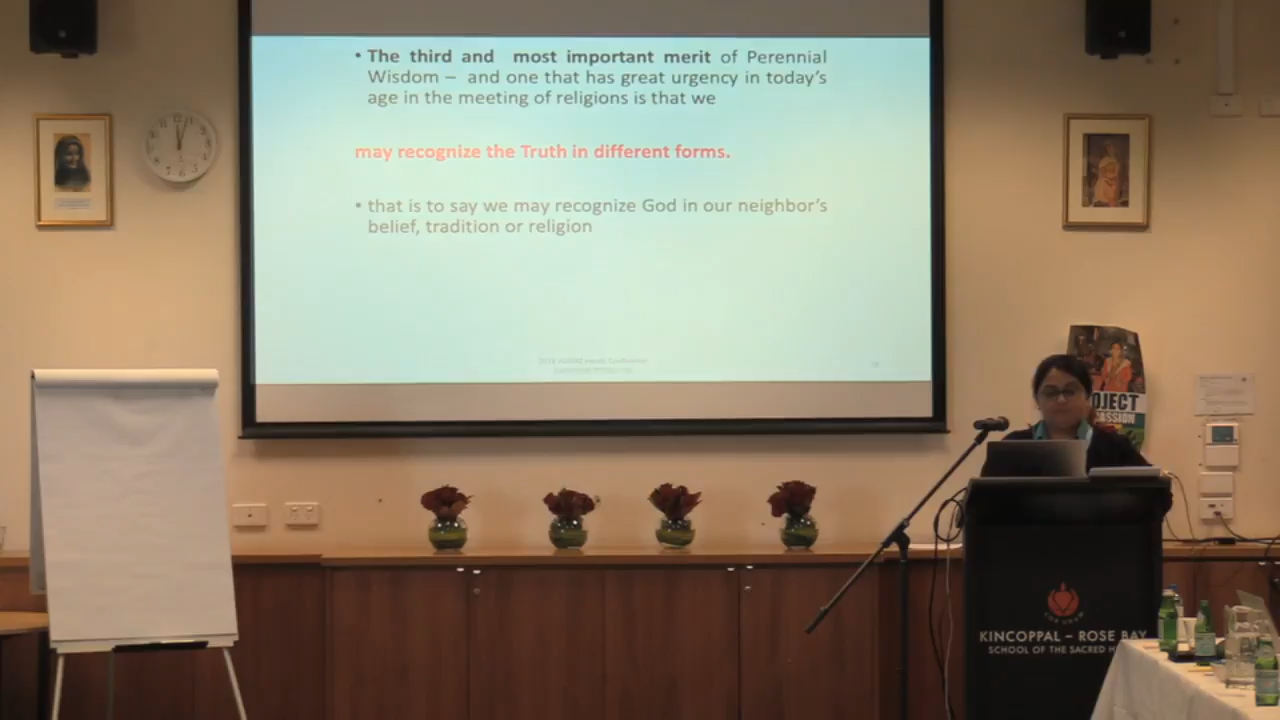 • The third and most important merit of Perennial
Wisdom – and one that has great urgency in today's
age in the meeting of religions is that we
may recognize the Truth in different forms.
• that is to say we may recognize God in our neighbor's
belief, tradition or religion
OJECT
ASSION
KINCOPPAL – ROSE BAY
SCHOOL OF THE SACRED